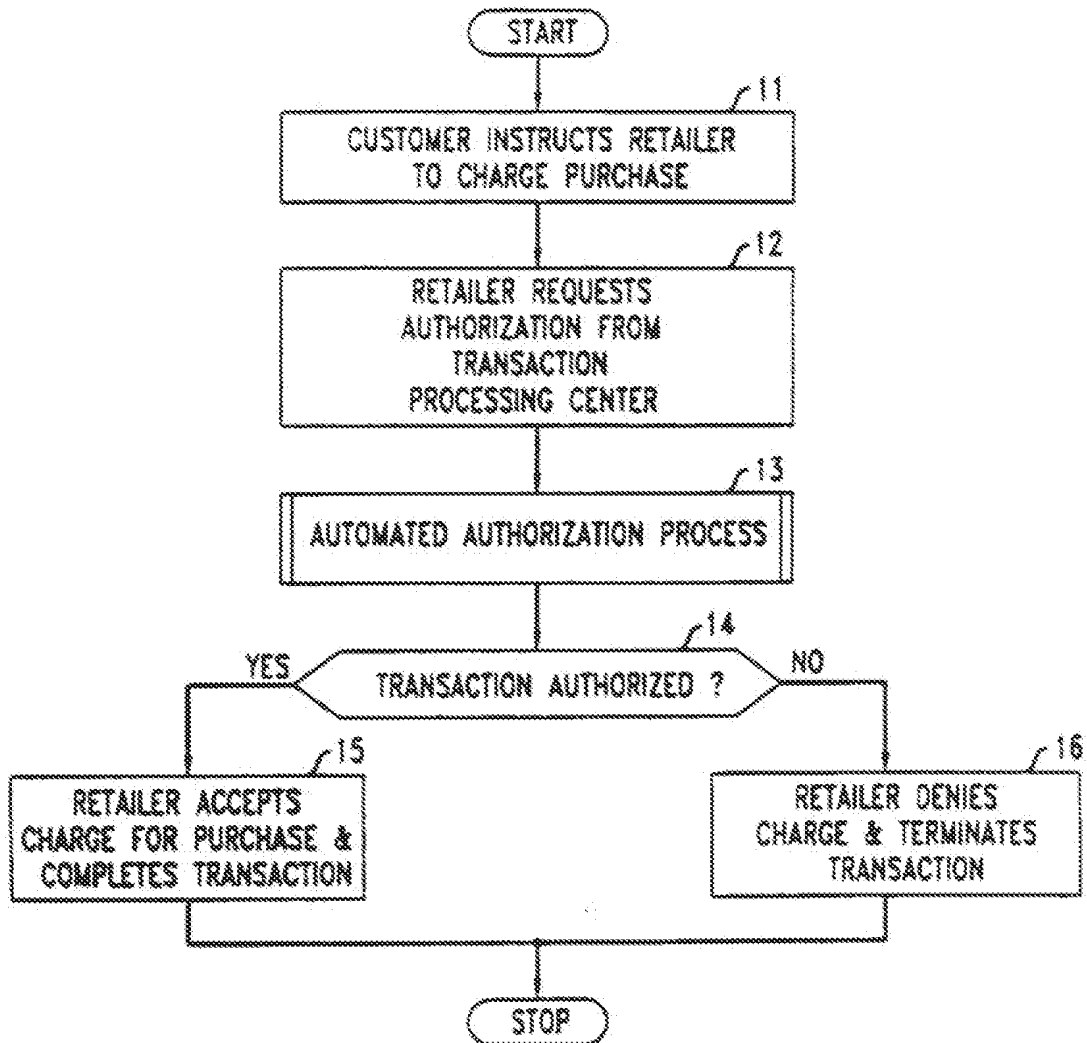 START
11
CUSTOMER INSTRUCTS RETAILER
TO CHARGE PURCHASE
12
RETAILER REQUESTS
AUTHORIZATION FROM
TRANSACTION
PROCESSING CENTER
13
AUTOMATED AUTHORIZATION PROCESS
14
YES
TRANSACTION AUTHORIZED ?
NO
15
RETAILER ACCEPTS
CHARGE FOR PURCHASE &
COMPLETES TRANSACTION
16
RETAILER DENIES
CHARGE & TERMINATES
TRANSACTION
STOP